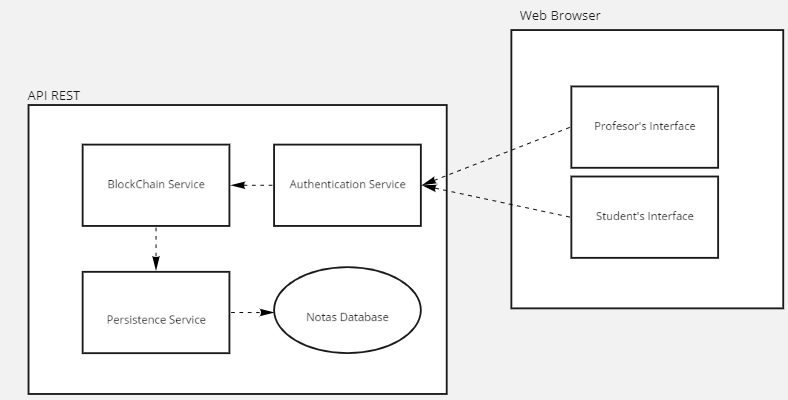 Web Browser
API REST
Profesor's Interface
BlockChain Service
Authentication Service
Student's Interface
Persistence Service
Notas Database